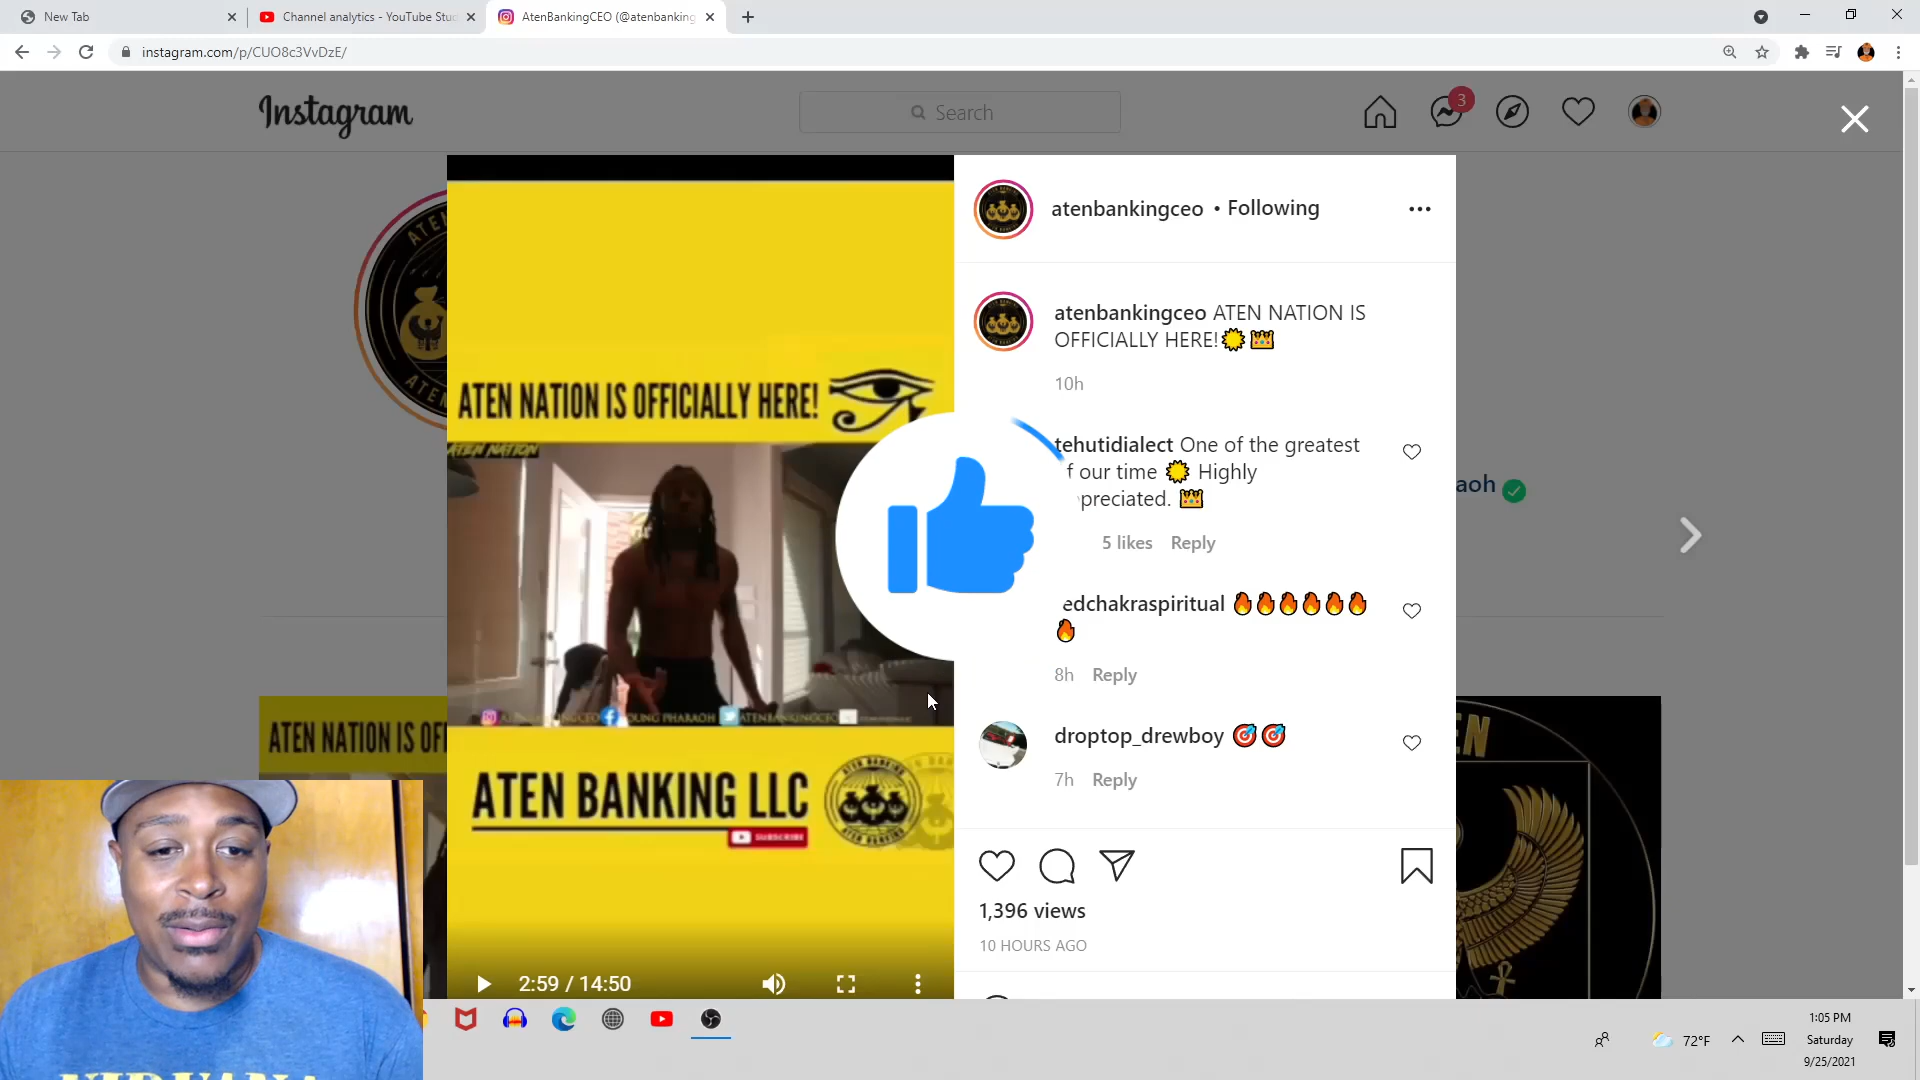 New Tab
Channel analytics - YouTube Stud
AtenBankingCEO (@atenbanking
instagram.com/p/CUO8c3VvDzE/
Instagram
Search
3
ATEN NATION IS OFFICIALLY HERE!
ATEN NATION
ATEN BANKING LLC
SUBSCRIBE
2:59 / 14:50
atenbankingceo • Following
atenbankingceo ATEN NATION IS
OFFICIALLY HERE!
10h
tehutidialect One of the greatest
f our time Highly
preciated.
5 likes Reply
edchakraspiritual
8h Reply
droptop_drewboy
7h Reply
1,396 views
10 HOURS AGO
aoh
ATEN NATION IS OF
NIRVANA
72°F
1:05 PM
Saturday
9/25/2021